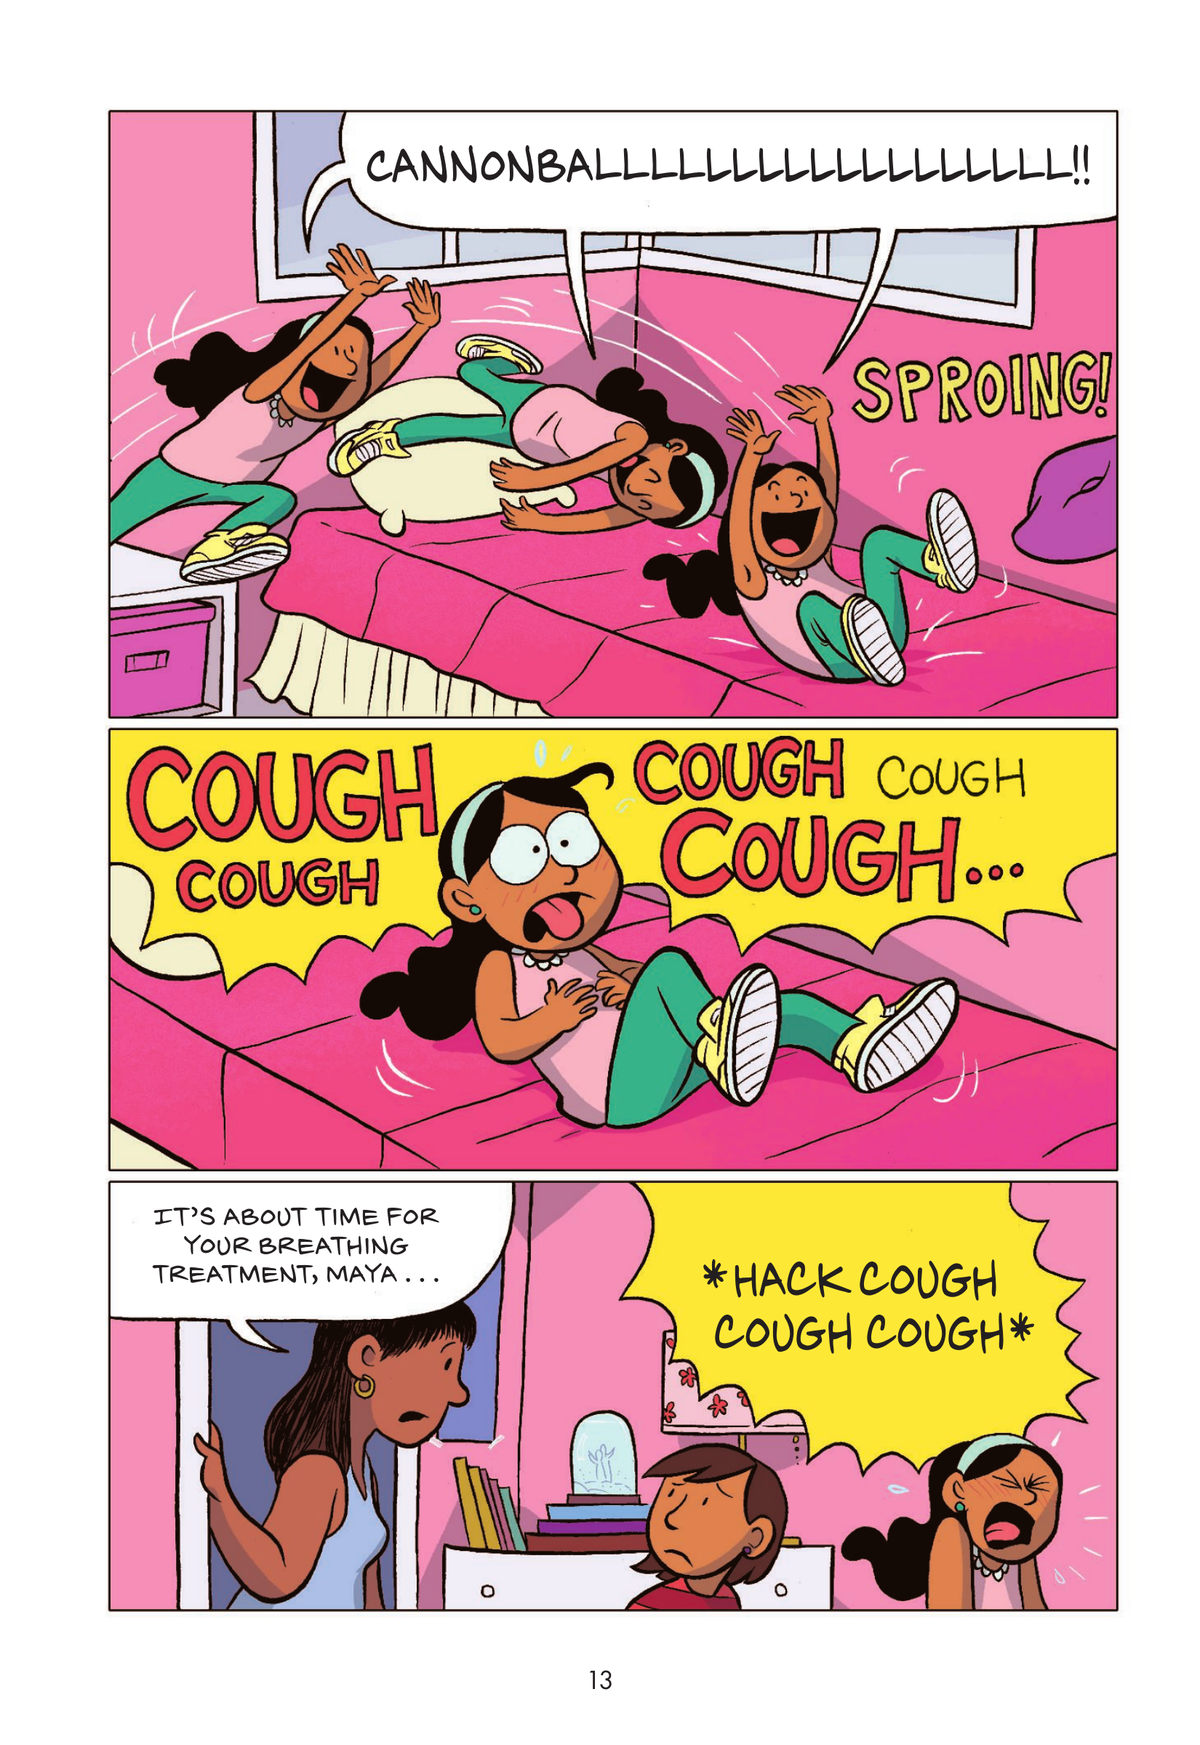 CANNONBALLLLLLLLLLLLLLLLLLL!!
SPROING!
COUGH
COUGH
COUGH COUGH
COUGH...
IT'S ABOUT TIME FOR
YOUR BREATHING
TREATMENT, MAYA . . .
*HACK COUGH
COUGH COUGH*
13